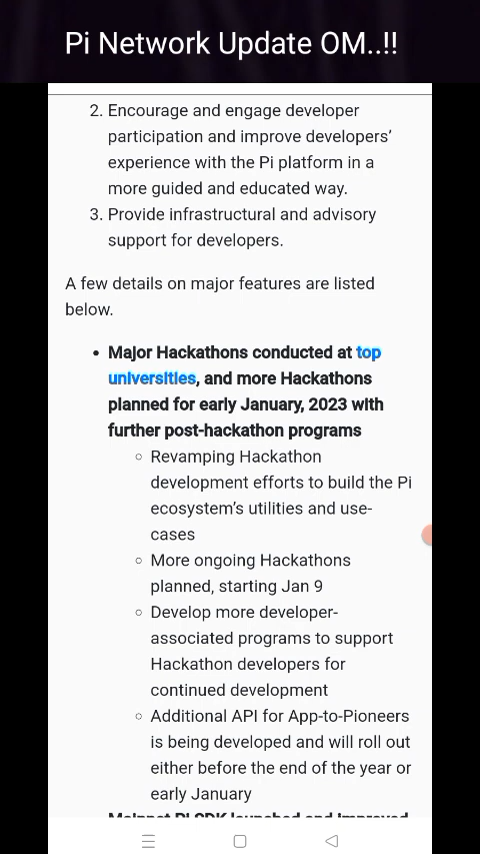 Pi Network Update OM..!!
2. Encourage and engage developer
participation and improve developers’
experience with the Pi platform in a
more guided and educated way.
3. Provide infrastructural and advisory
support for developers.
A few details on major features are listed
below.
• Major Hackathons conducted at top
universities, and more Hackathons
planned for early January, 2023 with
further post-hackathon programs
○ Revamping Hackathon
development efforts to build the Pi
ecosystem’s utilities and use-
cases
○ More ongoing Hackathons
planned, starting Jan 9
○ Develop more developer-
associated programs to support
Hackathon developers for
continued development
○ Additional API for App-to-Pioneers
is being developed and will roll out
either before the end of the year or
early January
Mainnet Pi SDK launched and improved